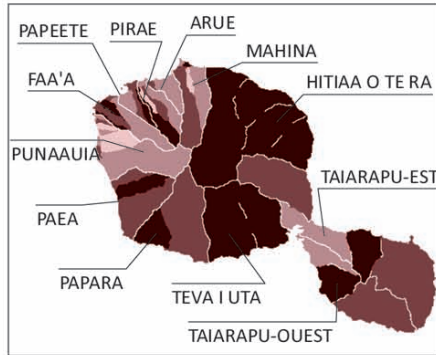 PAPEETE
PIRAE
ARUE
MAHINA
FAA'A
HITIAA O TE RA
PUNAAUIA
TAIARAPU-EST
PAEA
PAPARA
TEVA I UTA
TAIARAPU-OUEST